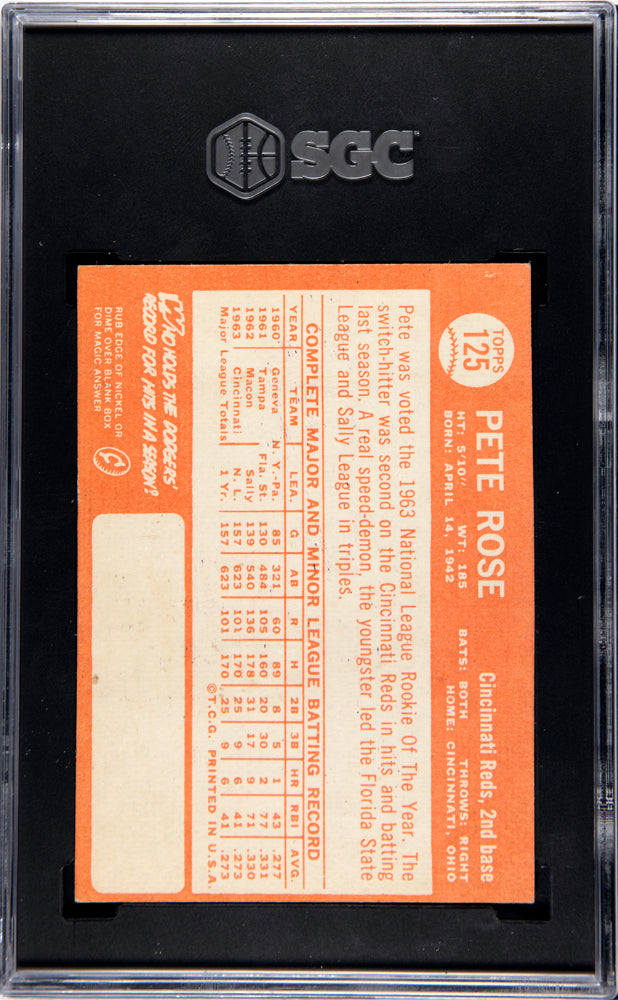 SGC
TOPPS
125
PETE ROSE
Cincinnati Reds, 2nd base
HT: 5'10" WT: 185 BATS: BOTH THROWS: RIGHT
BORN: APRIL 14, 1942 HOME: CINCINNATI, OHIO
Pete was voted the 1963 National League Rookie Of The Year. The
switch-hitter was second on the Cincinnati Reds in hits and batting
last season. A real speed-demon, the youngster led the Florida State
League and Sally League in triples.
COMPLETE MAJOR AND MINOR LEAGUE BATTING RECORD
YEAR TEAM LEA. G AB R H 2B 3B HR RBI AVG.
1960 Geneva N.Y.-Pa. 85 321 60 89 8 5 1 43 .277
1961 Tampa Fla. St. 130 484 105 160 20 30 2 77 .331
1962 Macon Sally 139 540 136 178 31 17 9 71 .330
1963 Cincinnati N. L. 157 623 101 170 25 9 6 41 .273
Major League Totals 1 Yr. 157 623 101 170 25 9 6 41 .273
©T.C.G. PRINTED IN U.S.A.
WHO HOLDS THE DODGERS'
RECORD FOR HITS IN A SEASON?
RUB EDGE OF NICKEL OR
DIME OVER BLANK BOX
FOR MAGIC ANSWER